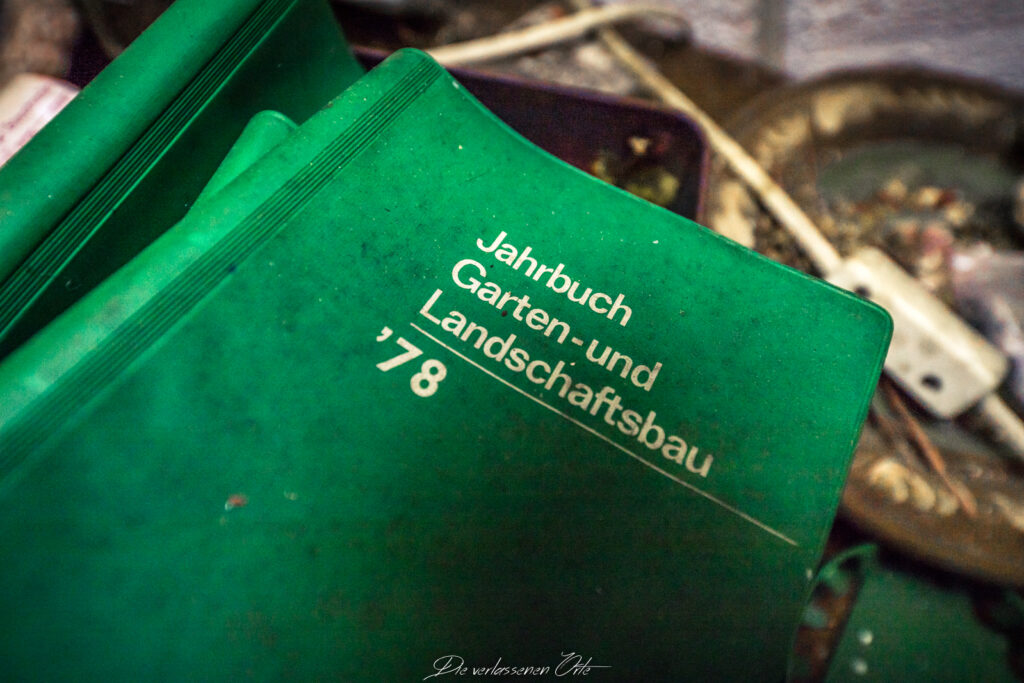 Jahrbuch
Garten-und
Landschaftsbau
’78
Die verlassenen Orte